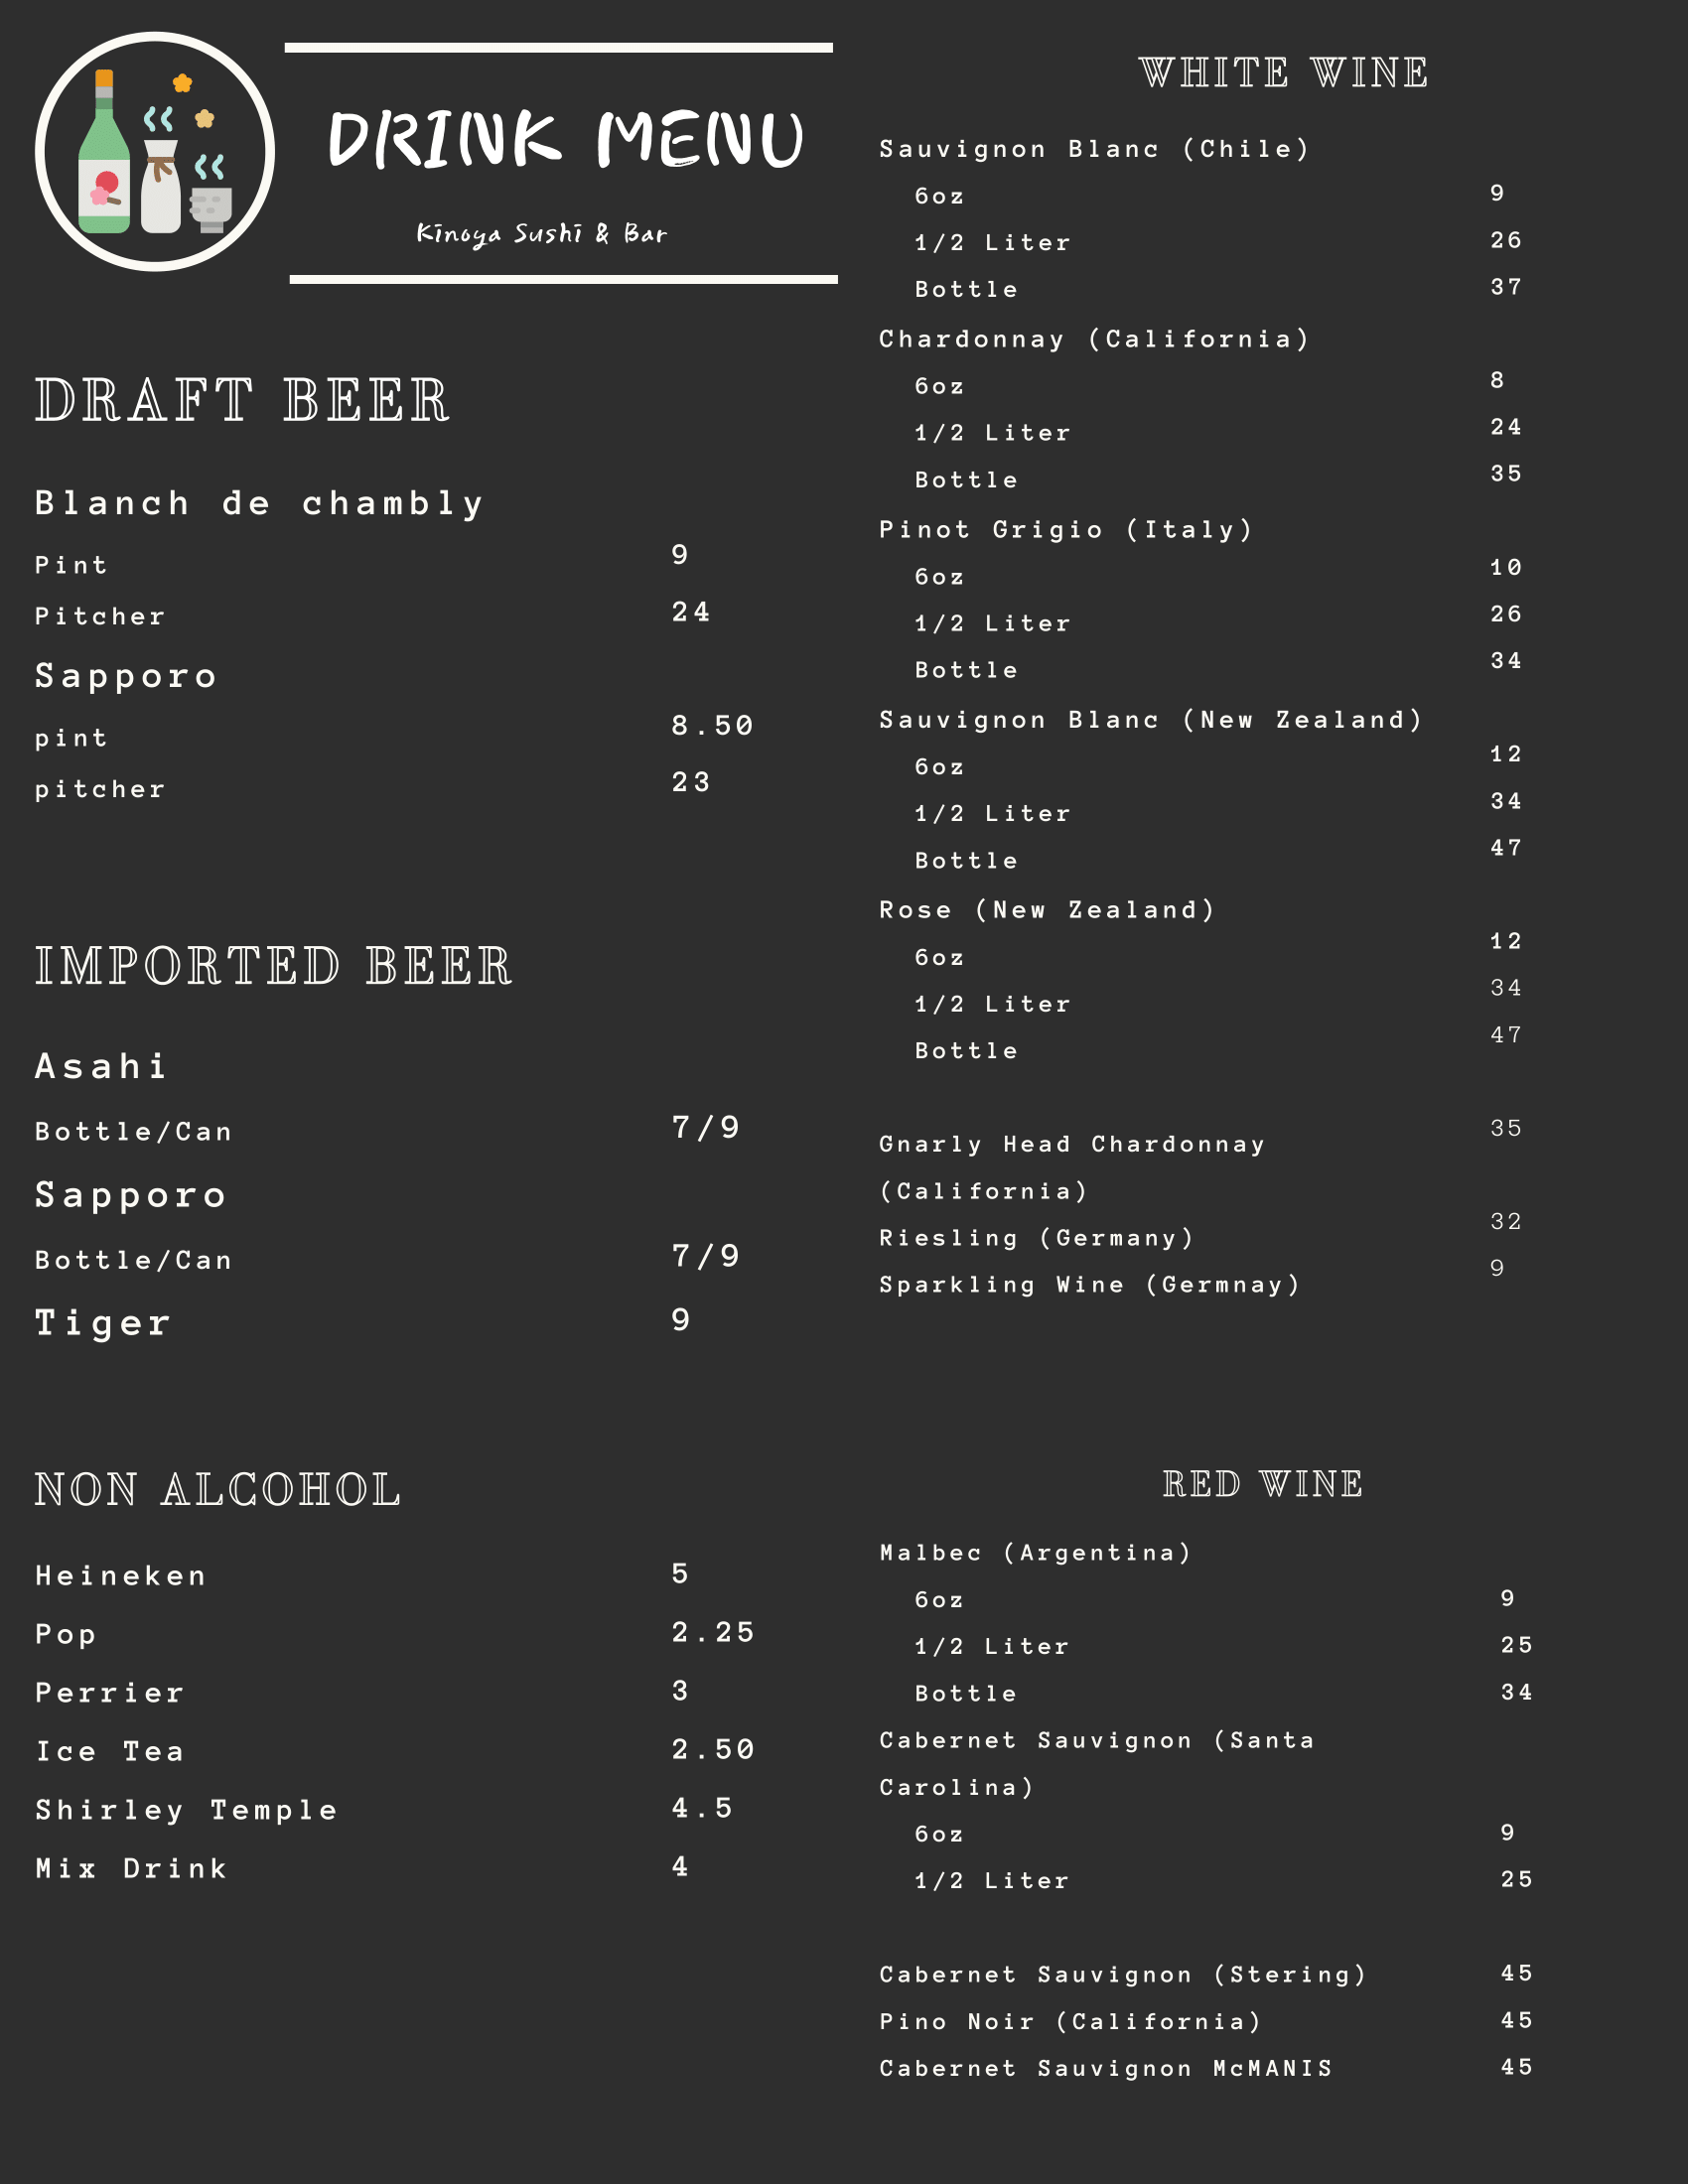 DRINK MENU
Kinoya Sushi & Bar
DRAFT BEER
Blanch de chambly
Pint 9
Pitcher 24
Sapporo
pint 8.50
pitcher 23
IMPORTED BEER
Asahi
Bottle/Can 7/9
Sapporo
Bottle/Can 7/9
Tiger 9
NON ALCOHOL
Heineken 5
Pop 2.25
Perrier 3
Ice Tea 2.50
Shirley Temple 4.5
Mix Drink 4
WHITE WINE
Sauvignon Blanc (Chile)
6oz 9
1/2 Liter 26
Bottle 37
Chardonnay (California)
6oz 8
1/2 Liter 24
Bottle 35
Pinot Grigio (Italy)
6oz 10
1/2 Liter 26
Bottle 34
Sauvignon Blanc (New Zealand)
6oz 12
1/2 Liter 34
Bottle 47
Rose (New Zealand)
6oz 12
1/2 Liter 34
Bottle 47
Gnarly Head Chardonnay 35
(California)
Riesling (Germany) 32
Sparkling Wine (Germnay) 9
RED WINE
Malbec (Argentina)
6oz 9
1/2 Liter 25
Bottle 34
Cabernet Sauvignon (Santa
Carolina)
6oz 9
1/2 Liter 25
Cabernet Sauvignon (Stering) 45
Pino Noir (California) 45
Cabernet Sauvignon McMANIS 45